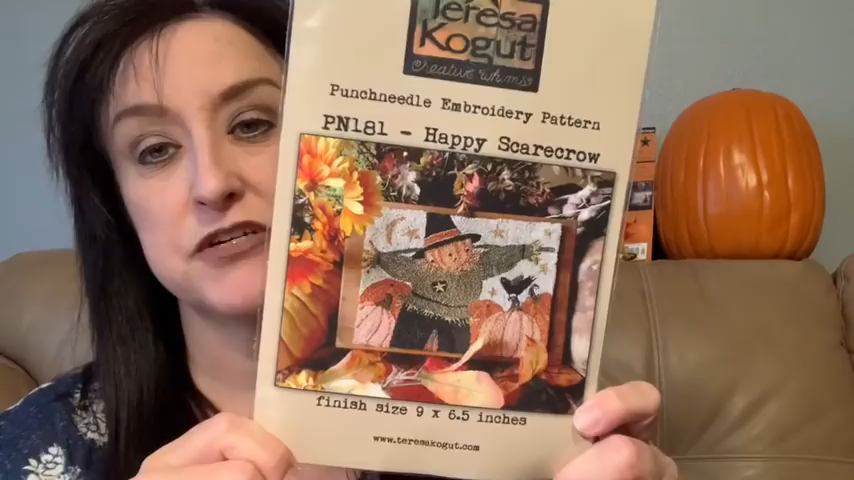 Teresa
Kogut
Creative whims
Punchneedle Embroidery Pattern
PN181 - Happy Scarecrow
finish size 9 x 6.5 inches
www.teresakogut.com